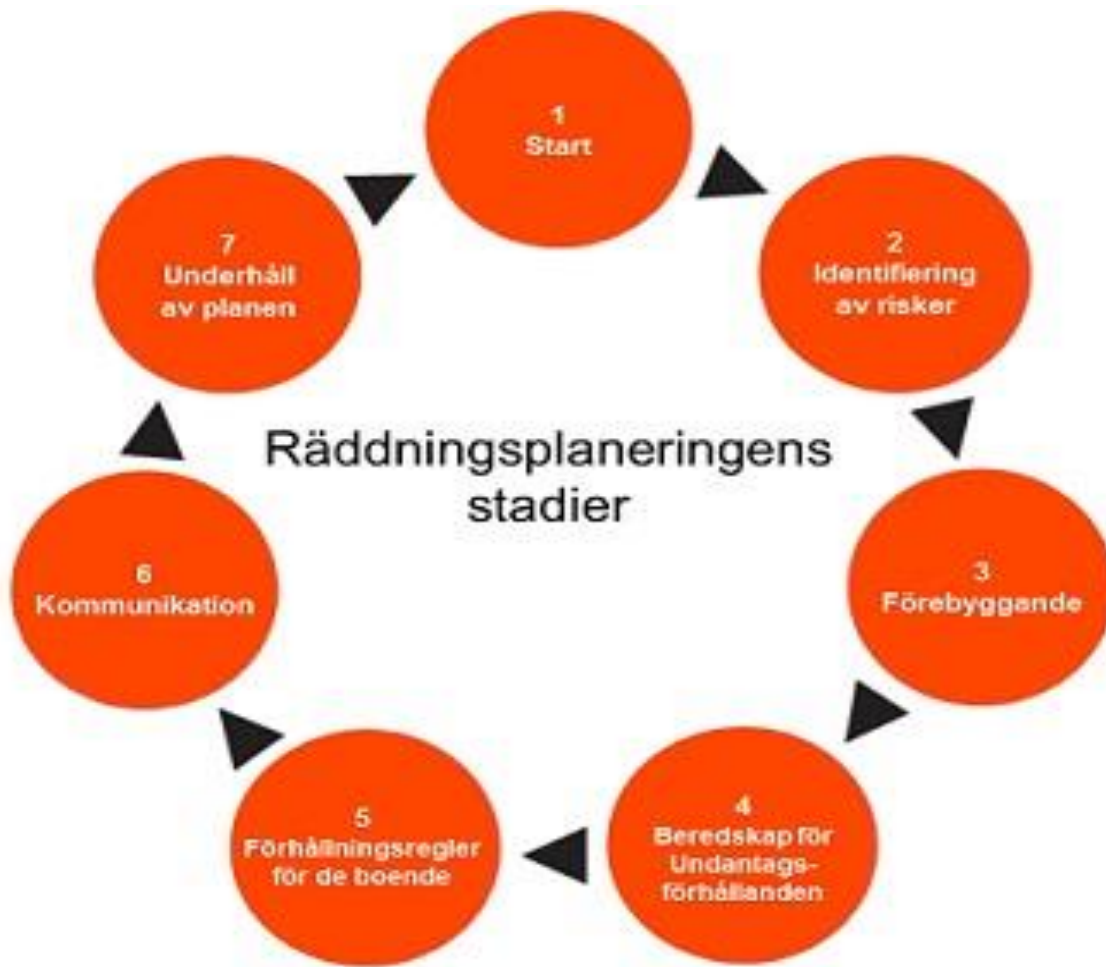 1
Start
2
Identifiering
av risker
3
Förebyggande
4
Beredskap för
Undantags-
förhållanden
5
Förhållningsregler
för de boende
6
Kommunikation
7
Underhåll
av planen
Räddningsplaneringens
stadier